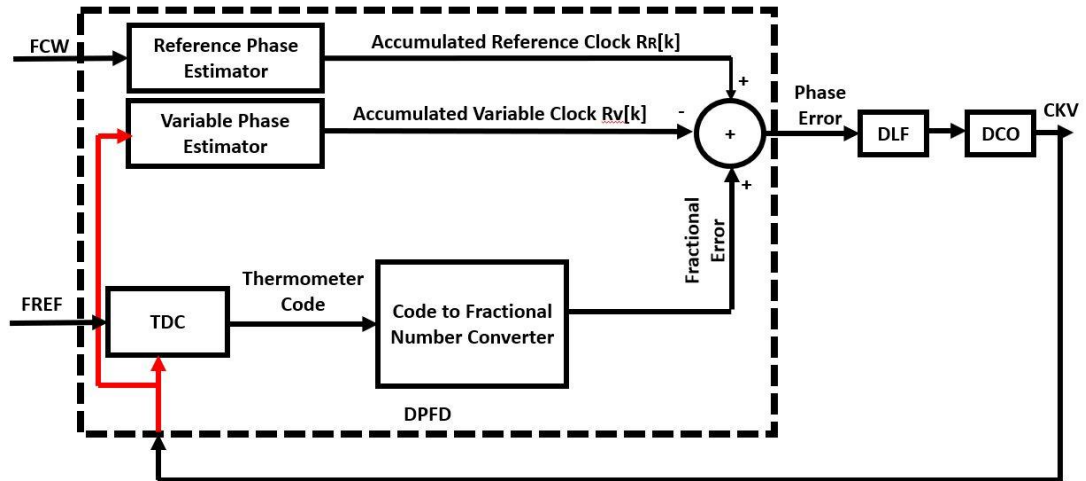 FCW
Reference Phase
Estimator
Accumulated Reference Clock RR[k]
+
Variable Phase
Estimator
Accumulated Variable Clock Rv[k]
-
+
Phase
Error
DLF
DCO
CKV
+
Fractional
Error
FREF
TDC
Thermometer
Code
Code to Fractional
Number Converter
DPFD